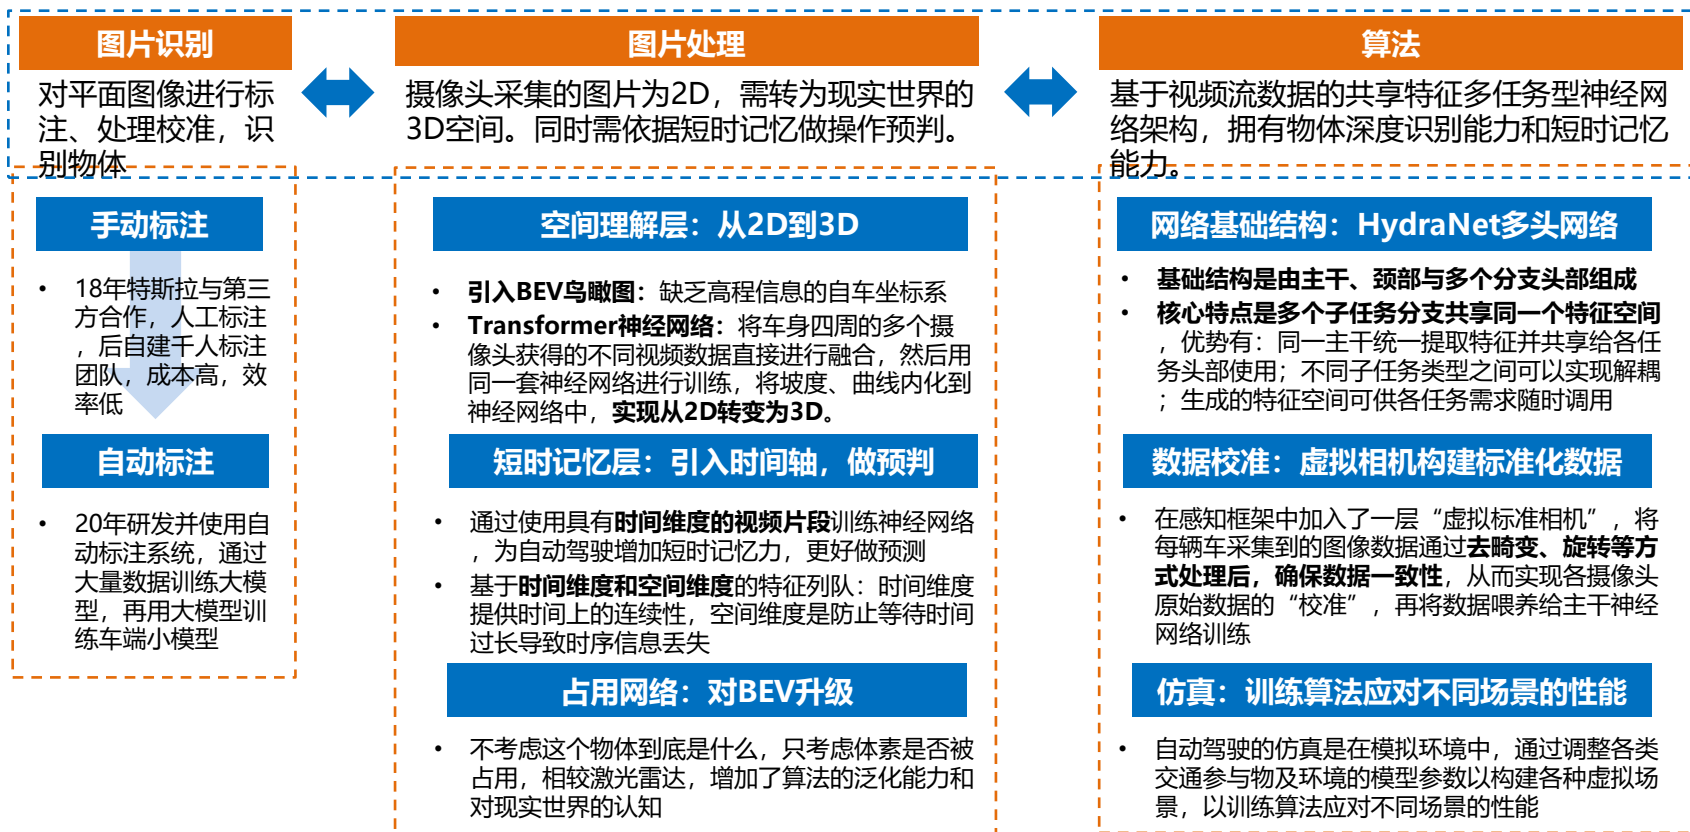 图片识别
对平面图像进行标
注、处理校准，识
别物体
手动标注
• 18年特斯拉与第三
方合作，人工标注
，后自建千人标注
团队，成本高，效
率低
自动标注
• 20年研发并使用自
动标注系统，通过
大量数据训练大模
型，再用大模型训
练车端小模型
图片处理
摄像头采集的图片为2D，需转为现实世界的
3D空间。同时需依据短时记忆做操作预判。
空间理解层：从2D到3D
• 引入BEV鸟瞰图：缺乏高程信息的自车坐标系
• Transformer神经网络：将车身四周的多个摄
像头获得的不同视频数据直接进行融合，然后用
同一套神经网络进行训练，将坡度、曲线内化到
神经网络中，实现从2D转变为3D。
短时记忆层：引入时间轴，做预判
• 通过使用具有时间维度的视频片段训练神经网络
，为自动驾驶增加短时记忆力，更好做预测
• 基于时间维度和空间维度的特征列队：时间维度
提供时间上的连续性，空间维度是防止等待时间
过长导致时序信息丢失
占用网络：对BEV升级
• 不考虑这个物体到底是什么，只考虑体素是否被
占用，相较激光雷达，增加了算法的泛化能力和
对现实世界的认知
算法
基于视频流数据的共享特征多任务型神经网
络架构，拥有物体深度识别能力和短时记忆
能力。
网络基础结构：HydraNet多头网络
• 基础结构是由主干、颈部与多个分支头部组成
• 核心特点是多个子任务分支共享同一个特征空间
，优势有：同一主干统一提取特征并共享给各任
务头部使用；不同子任务类型之间可以实现解耦
；生成的特征空间可供各任务需求随时调用
数据校准：虚拟相机构建标准化数据
• 在感知框架中加入了一层“虚拟标准相机”，将
每辆车采集到的图像数据通过去畸变、旋转等方
式处理后，确保数据一致性，从而实现各摄像头
原始数据的“校准”，再将数据喂养给主干神经
网络训练
仿真：训练算法应对不同场景的性能
• 自动驾驶的仿真是在模拟环境中，通过调整各类
交通参与物及环境的模型参数以构建各种虚拟场
景，以训练算法应对不同场景的性能